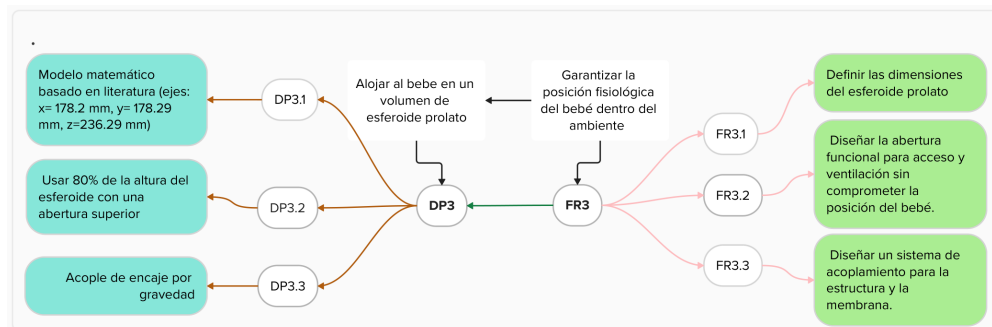 .
Modelo matemático
basado en literatura (ejes:
x= 178.2 mm, y= 178.29
mm, z=236.29 mm)
DP3.1
Usar 80% de la altura del
esferoide con una
abertura superior
DP3.2
Acople de encaje por
gravedad
DP3.3
Alojar al bebe en un
volumen de
esferoide prolato
DP3
Garantizar la
posición fisiológica
del bebé dentro del
ambiente
FR3
FR3.1
Definir las dimensiones
del esferoide prolato
FR3.2
Diseñar la abertura
funcional para acceso y
ventilación sin
comprometer la
posición del bebé.
FR3.3
Diseñar un sistema de
acoplamiento para la
estructura y la
membrana.